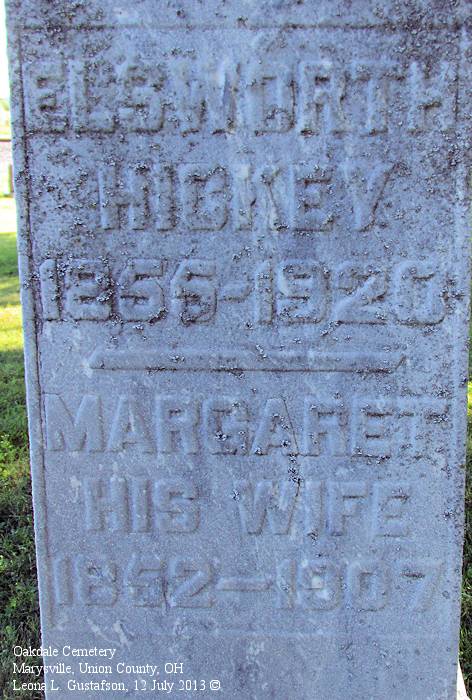 ELSWORTH
HICKEY
1855-1920
MARGARET
HIS WIFE
1852-1907
Oakdale Cemetery
Marysville, Union County, OH
Leona L. Gustafson, 12 July 2013 ©